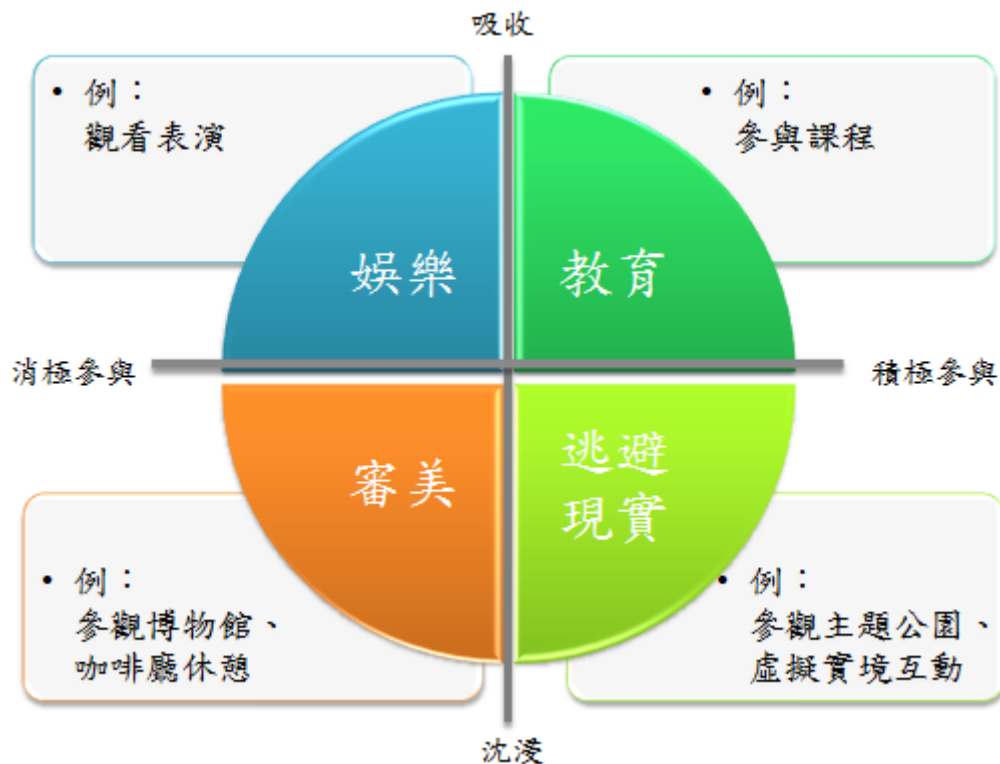 吸收
• 例：
觀看表演
• 例：
參與課程
娛樂
教育
消極參與
積極參與
審美
逃避
現實
• 例：
參觀博物館、
咖啡廳休憩
• 例：
參觀主題公園、
虛擬實境互動
沈浸